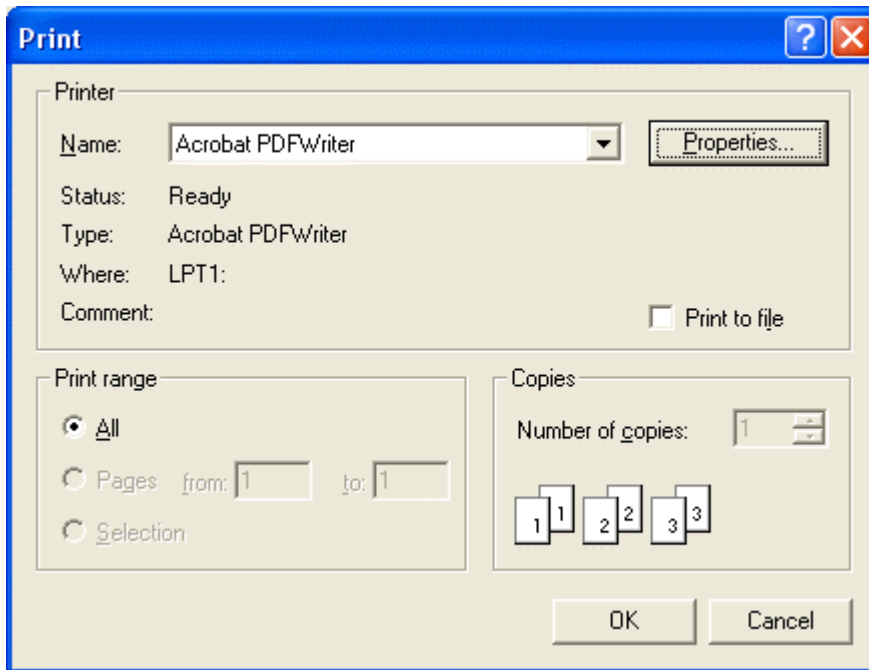 Print
Printer
Name: Acrobat PDFWriter Properties...
Status: Ready
Type: Acrobat PDFWriter
Where: LPT1:
Comment: Print to file
Print range
All
Pages from: 1 to: 1
Selection
Copies
Number of copies: 1
1 1 2 2 3 3
OK Cancel